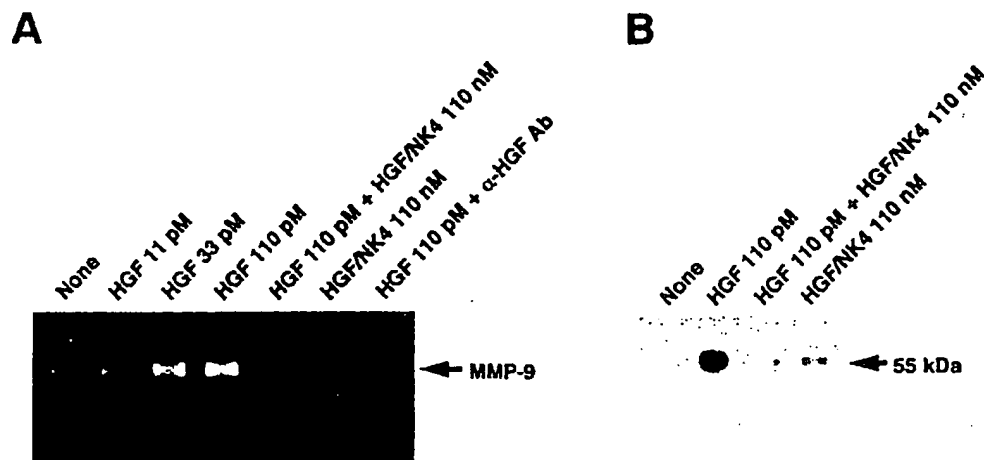 A
None
HGF 11 pM
HGF 33 pM
HGF 110 pM
HGF 110 pM + HGF/NK4 110 nM
HGF/NK4 110 nM
HGF 110 pM + α-HGF Ab
MMP-9
B
None
HGF 110 pM
HGF 110 pM + HGF/NK4 110 nM
HGF/NK4 110 nM
55 kDa